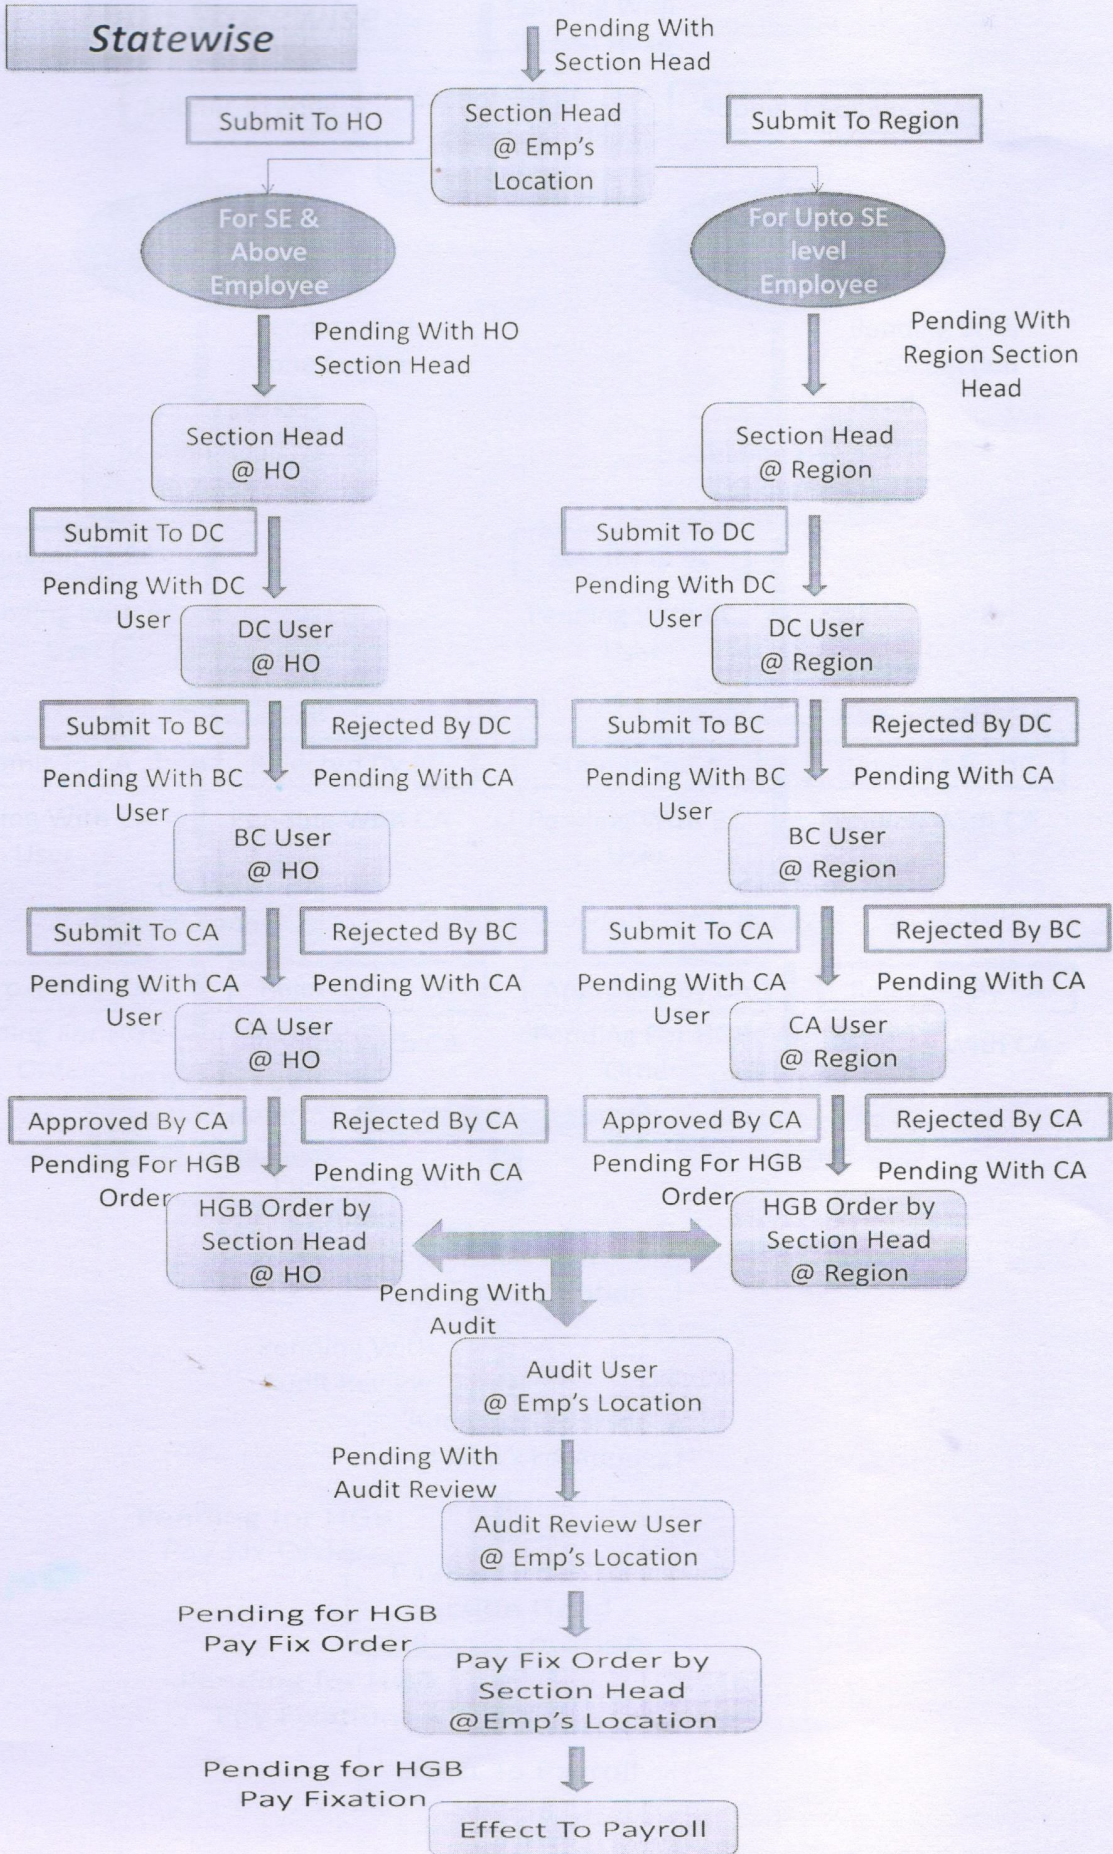 Statewise
Pending With
Section Head
Submit To HO
Section Head
@ Emp's
Location
Submit To Region
For SE &
Above
Employee
For Upto SE
level
Employee
Pending With HO
Section Head
Pending With
Region Section
Head
Section Head
@ HO
Section Head
@ Region
Submit To DC
Submit To DC
Pending With DC
User
Pending With DC
User
DC User
@ HO
DC User
@ Region
Submit To BC
Rejected By DC
Submit To BC
Rejected By DC
Pending With BC
User
Pending With CA
Pending With BC
User
Pending With CA
BC User
@ HO
BC User
@ Region
Submit To CA
Rejected By BC
Submit To CA
Rejected By BC
Pending With CA
User
Pending With CA
Pending With CA
User
Pending With CA
CA User
@ HO
CA User
@ Region
Approved By CA
Rejected By CA
Approved By CA
Rejected By CA
Pending For HGB
Order
Pending With CA
Pending For HGB
Order
Pending With CA
HGB Order by
Section Head
@ HO
HGB Order by
Section Head
@ Region
Pending With
Audit
Audit User
@ Emp's Location
Pending With
Audit Review
Audit Review User
@ Emp's Location
Pending for HGB
Pay Fix Order
Pay Fix Order by
Section Head
@Emp's Location
Pending for HGB
Pay Fixation
Effect To Payroll